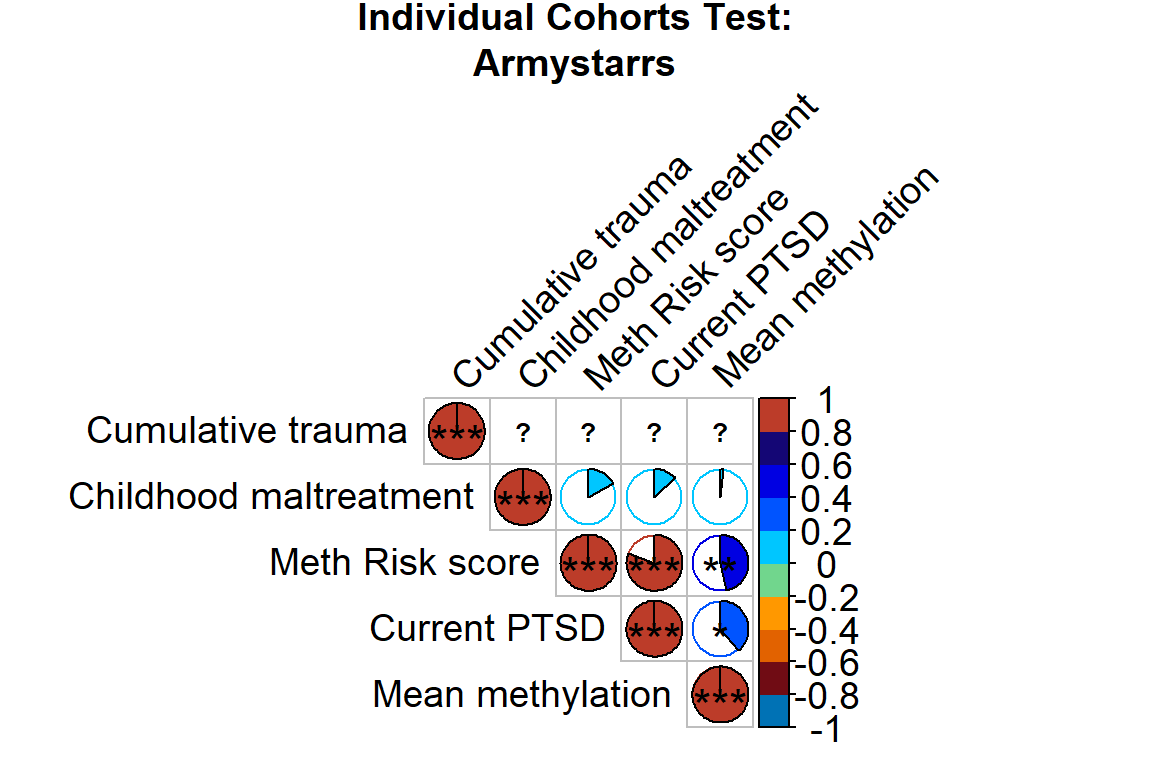 Individual Cohorts Test:
Armystarrs
Cumulative trauma
Childhood maltreatment
Meth Risk score
Current PTSD
Mean methylation
Cumulative trauma *** ? ? ? ?
Childhood maltreatment ***
Meth Risk score *** *** **
Current PTSD *** *
Mean methylation ***
1
0.8
0.6
0.4
0.2
0
-0.2
-0.4
-0.6
-0.8
-1